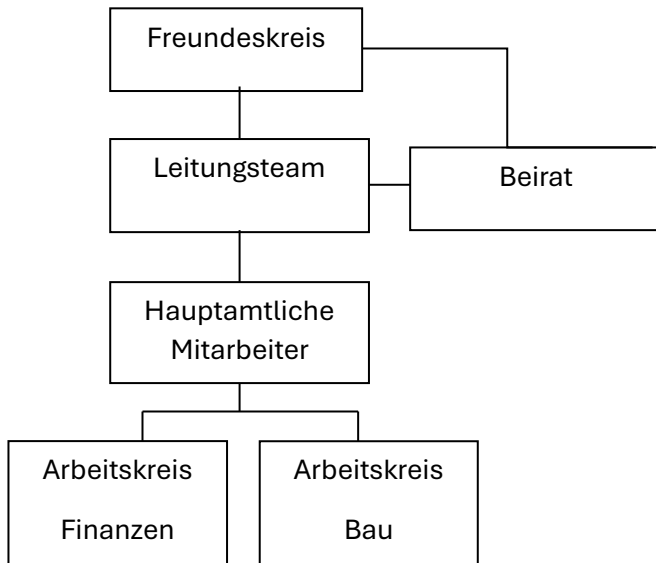 Freundeskreis
Leitungsteam
Beirat
Hauptamtliche
Mitarbeiter
Arbeitskreis
Finanzen
Arbeitskreis
Bau